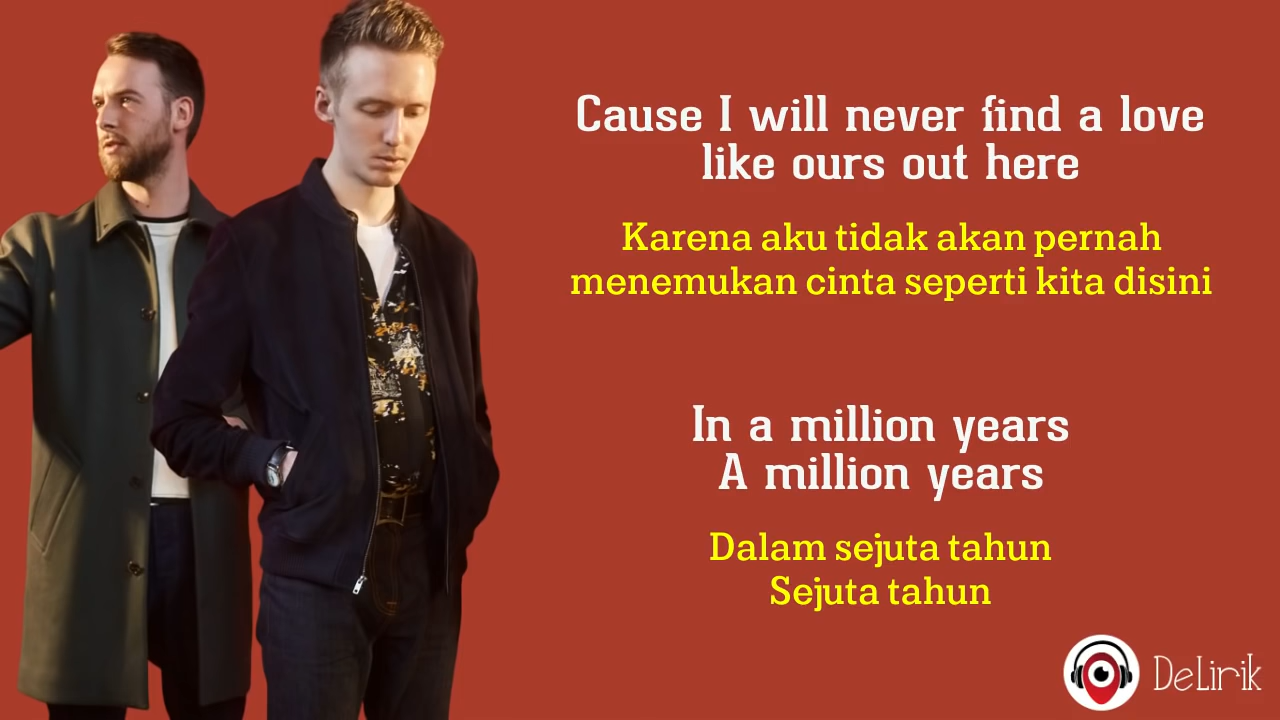 Cause I will never find a love
like ours out here
Karena aku tidak akan pernah
menemukan cinta seperti kita disini
In a million years
A million years
Dalam sejuta tahun
Sejuta tahun
DeLirik